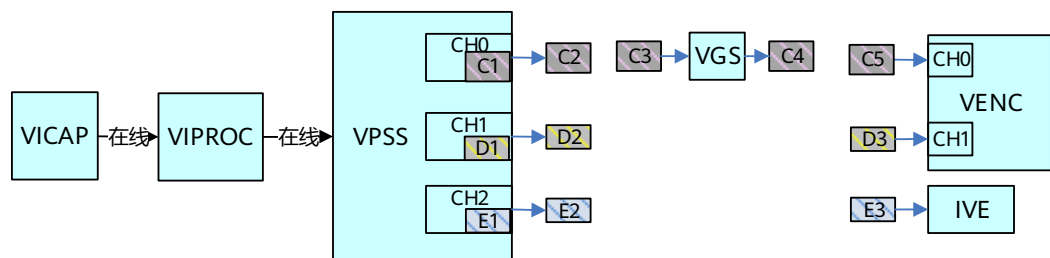 CH0
C1
C2
C3
VGS
C4
C5
CH0
VENC
VICAP
在线
VIPROC
在线
VPSS
CH1
D1
D2
D3
CH1
CH2
E1
E2
E3
IVE